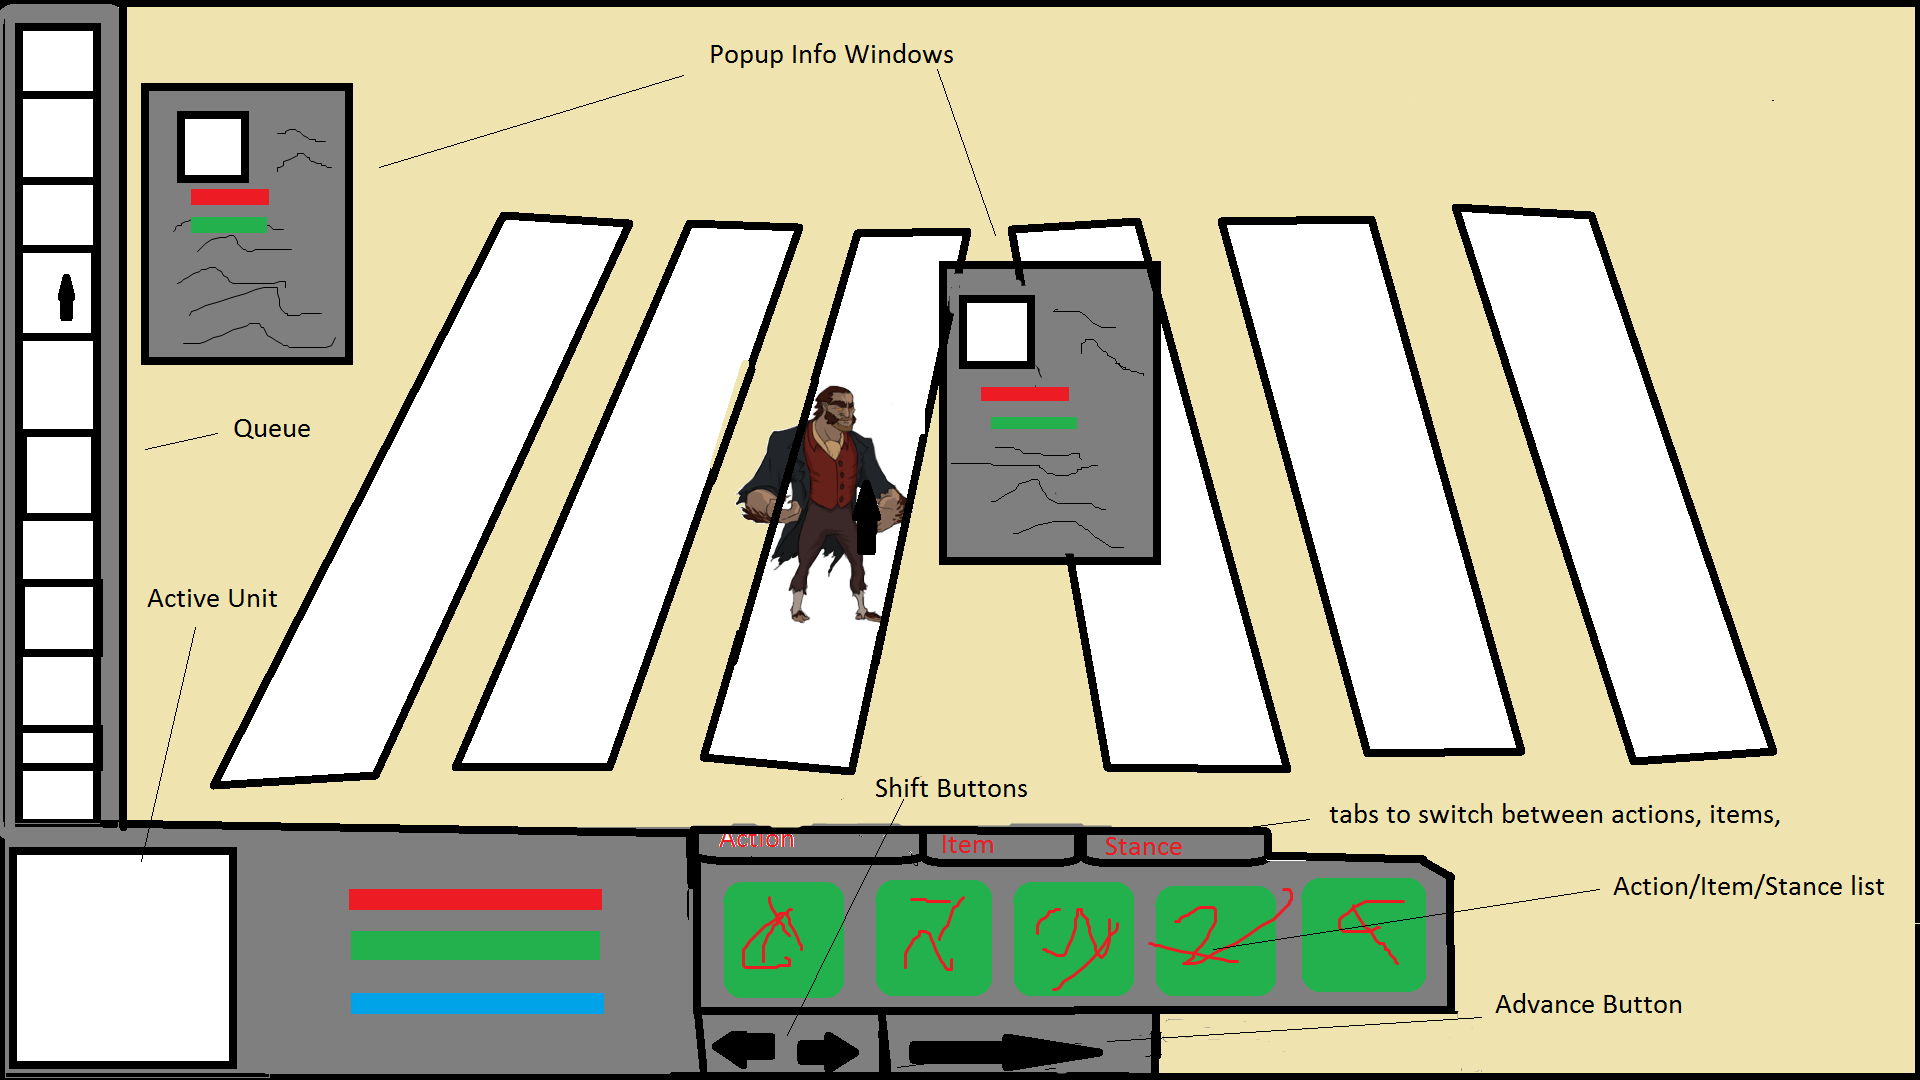 Popup Info Windows
Queue
Active Unit
Shift Buttons
tabs to switch between actions, items,
Action
Item
Stance
Action/Item/Stance list
Advance Button